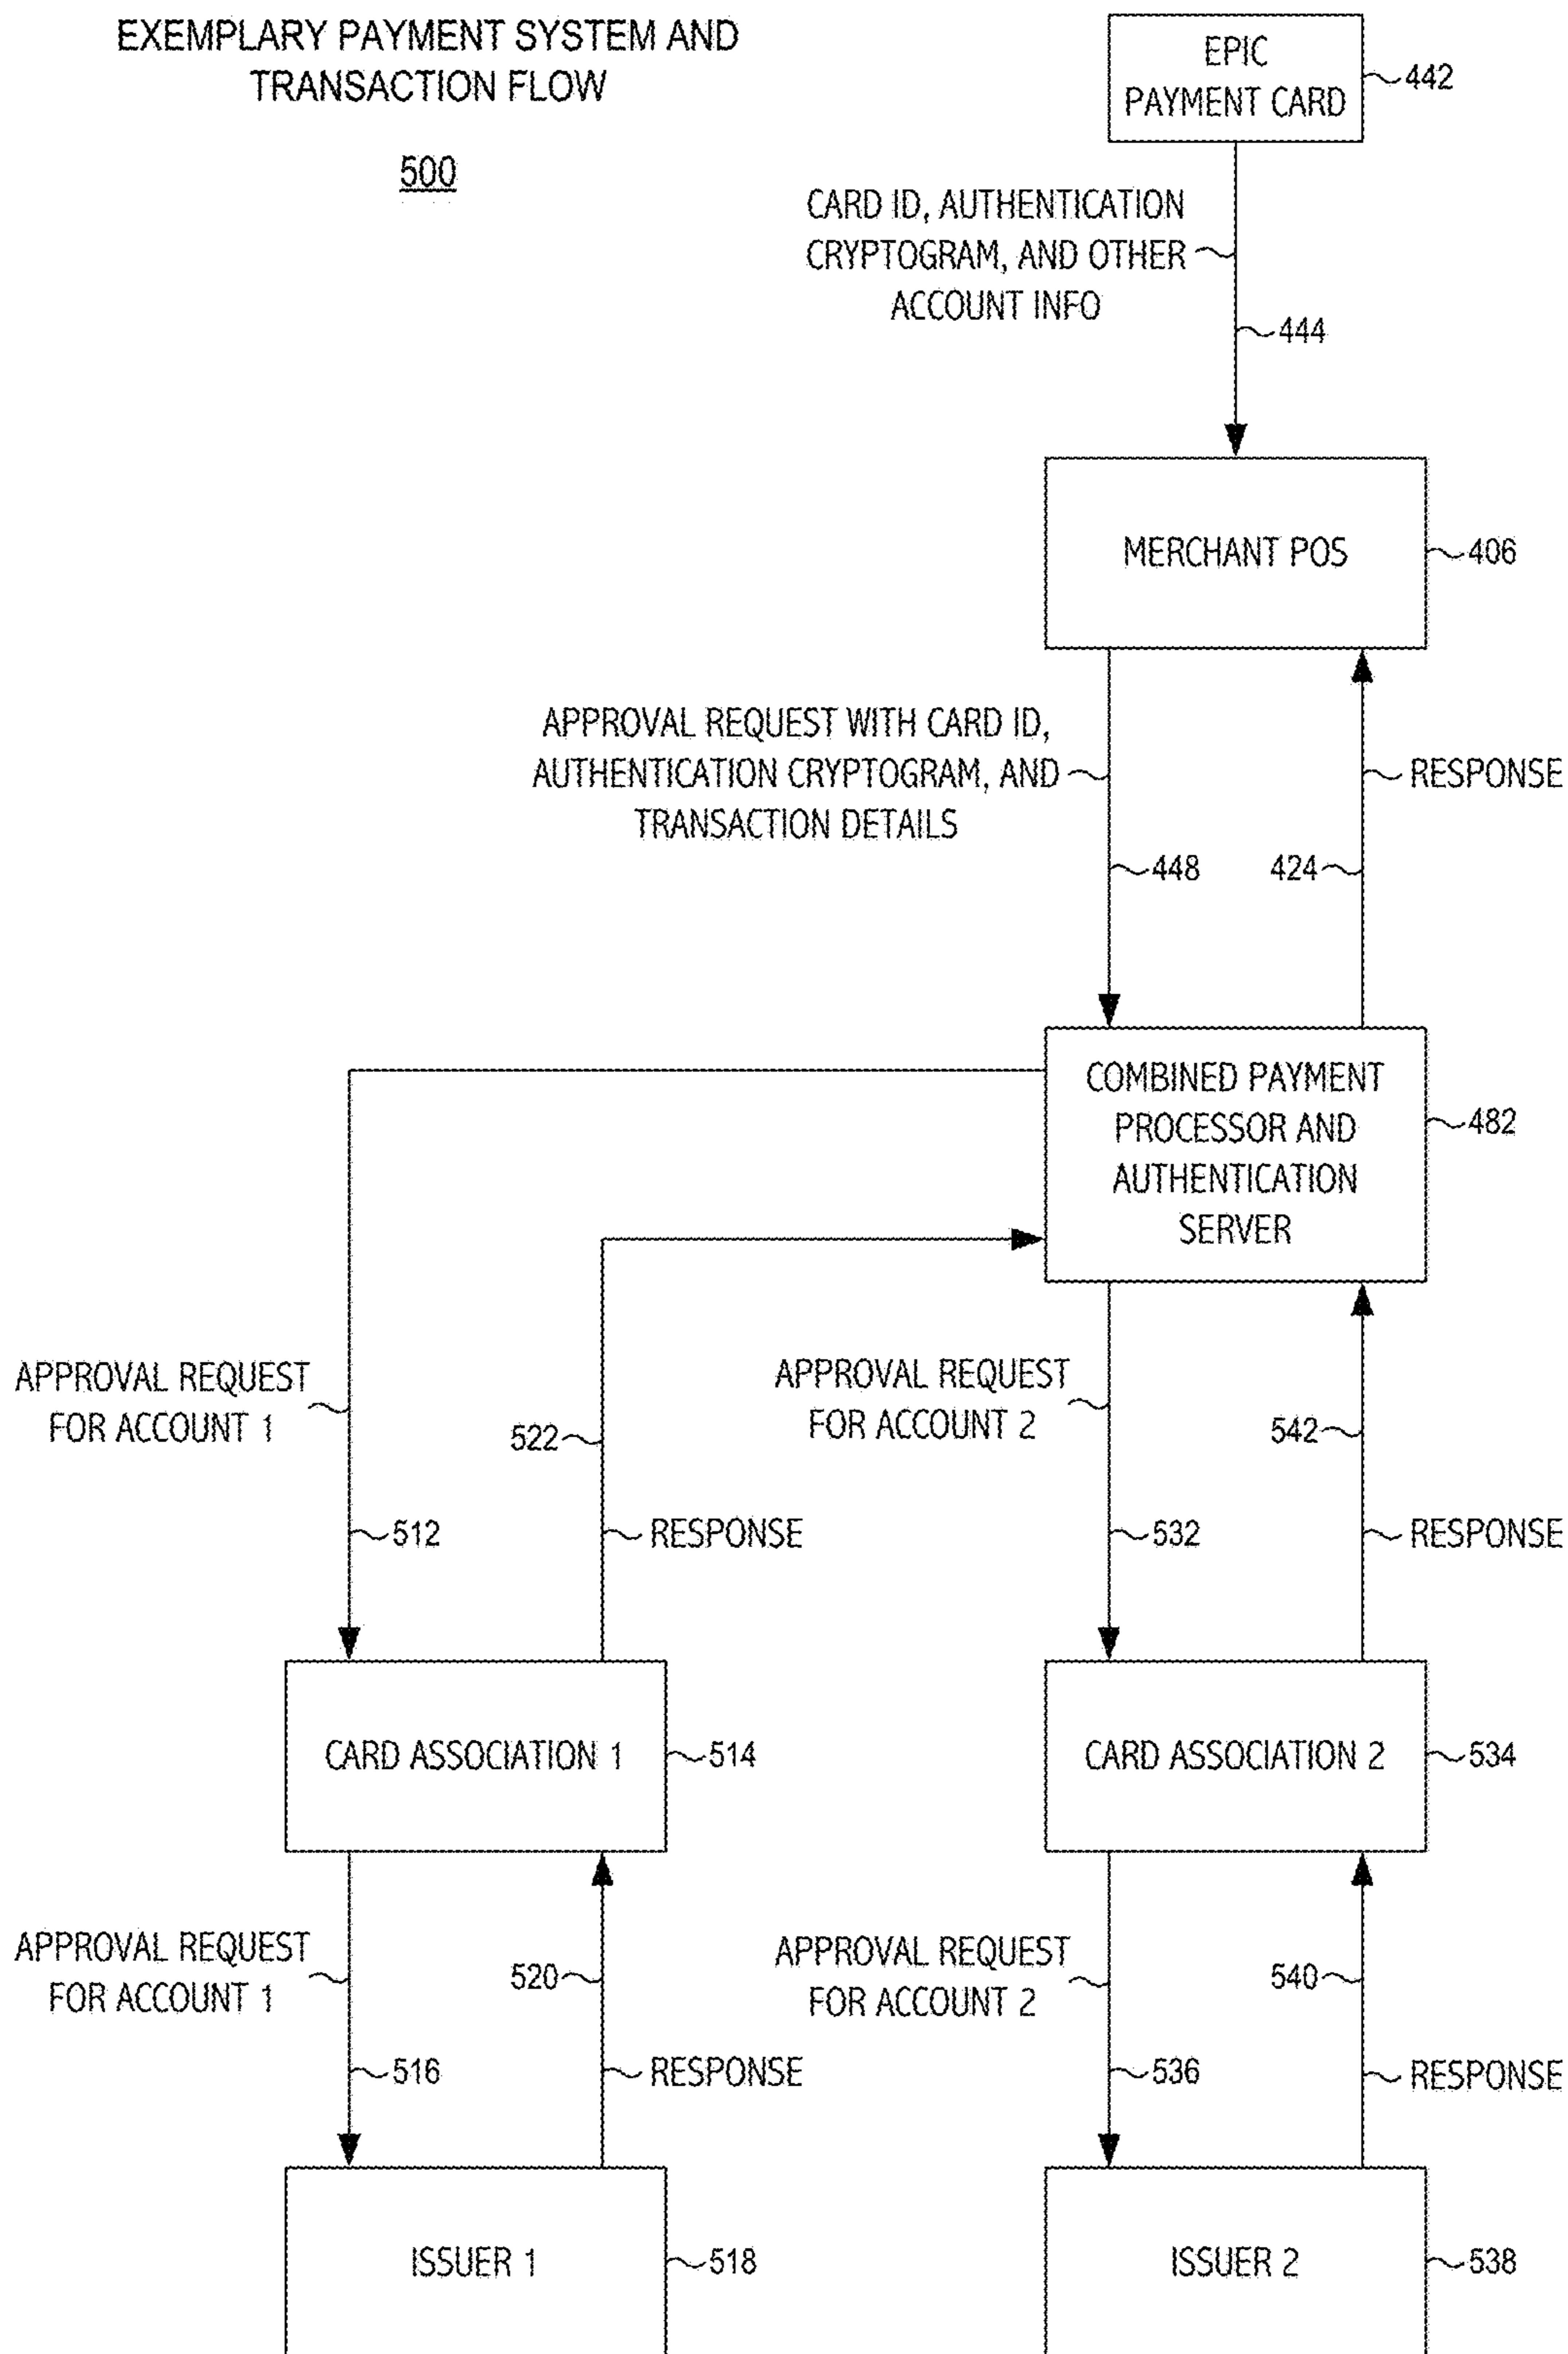 EXEMPLARY PAYMENT SYSTEM AND
TRANSACTION FLOW
500
EPIC
PAYMENT CARD
442
CARD ID, AUTHENTICATION
CRYPTOGRAM, AND OTHER
ACCOUNT INFO
444
MERCHANT POS
406
APPROVAL REQUEST WITH CARD ID,
AUTHENTICATION CRYPTOGRAM, AND
TRANSACTION DETAILS
RESPONSE
448
424
COMBINED PAYMENT
PROCESSOR AND
AUTHENTICATION
SERVER
482
APPROVAL REQUEST
FOR ACCOUNT 1
522
APPROVAL REQUEST
FOR ACCOUNT 2
542
512
RESPONSE
532
RESPONSE
CARD ASSOCIATION 1
514
CARD ASSOCIATION 2
534
APPROVAL REQUEST
FOR ACCOUNT 1
520
APPROVAL REQUEST
FOR ACCOUNT 2
540
516
RESPONSE
536
RESPONSE
ISSUER 1
518
ISSUER 2
538